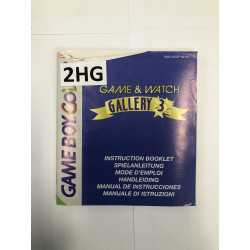 2HG
GAME BOY CO
GAME & WATCH
GALLERY 3
INSTRUCTION BOOKLET
SPIELANLEITUNG
MODE D'EMPLOI
HANDLEIDING
MANUAL DE INSTRUCCIONES
MANUALE DI ISTRUZIONI